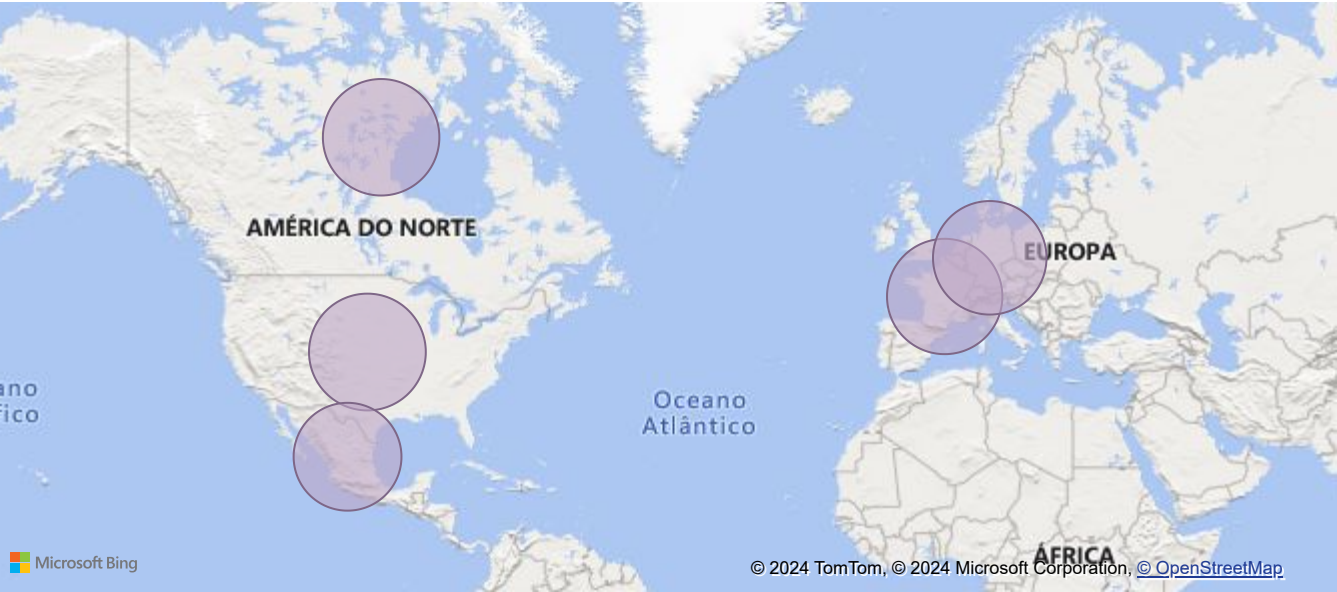 AMÉRICA DO NORTE
EUROPA
ano
fico
Oceano
Atlântico
ÁFRICA
Microsoft Bing
© 2024 TomTom, © 2024 Microsoft Corporation, © OpenStreetMap